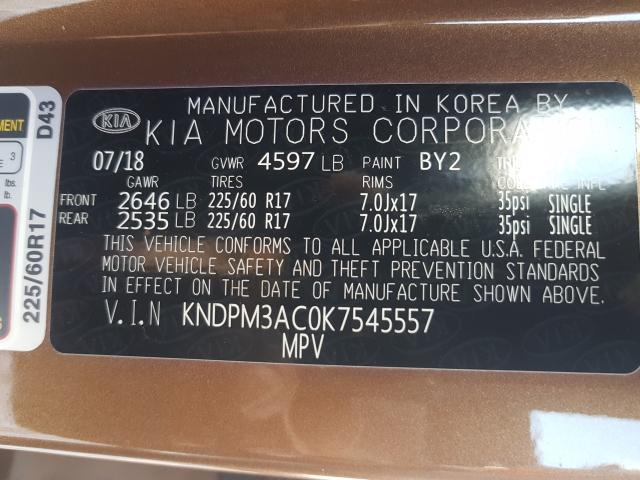 MANUFACTURED IN KOREA BY
KIA KIA MOTORS
07/18 GVWR 4597 LB PAINT BY2
GAWR TIRES RIMS
FRONT 2646 LB 225/60 R17 7.0Jx17 35psi SINGLE
REAR 2535 LB 225/60 R17 7.0Jx17 35psi SINGLE
THIS VEHICLE CONFORMS TO ALL APPLICABLE U.S.A. FEDERAL
MOTOR VEHICLE SAFETY AND THEFT PREVENTION STANDARDS
IN EFFECT ON THE DATE OF MANUFACTURE SHOWN ABOVE.
V.I.N KNDPM3AC0K7545557
MPV
D43
225/60R17
3
lbs.